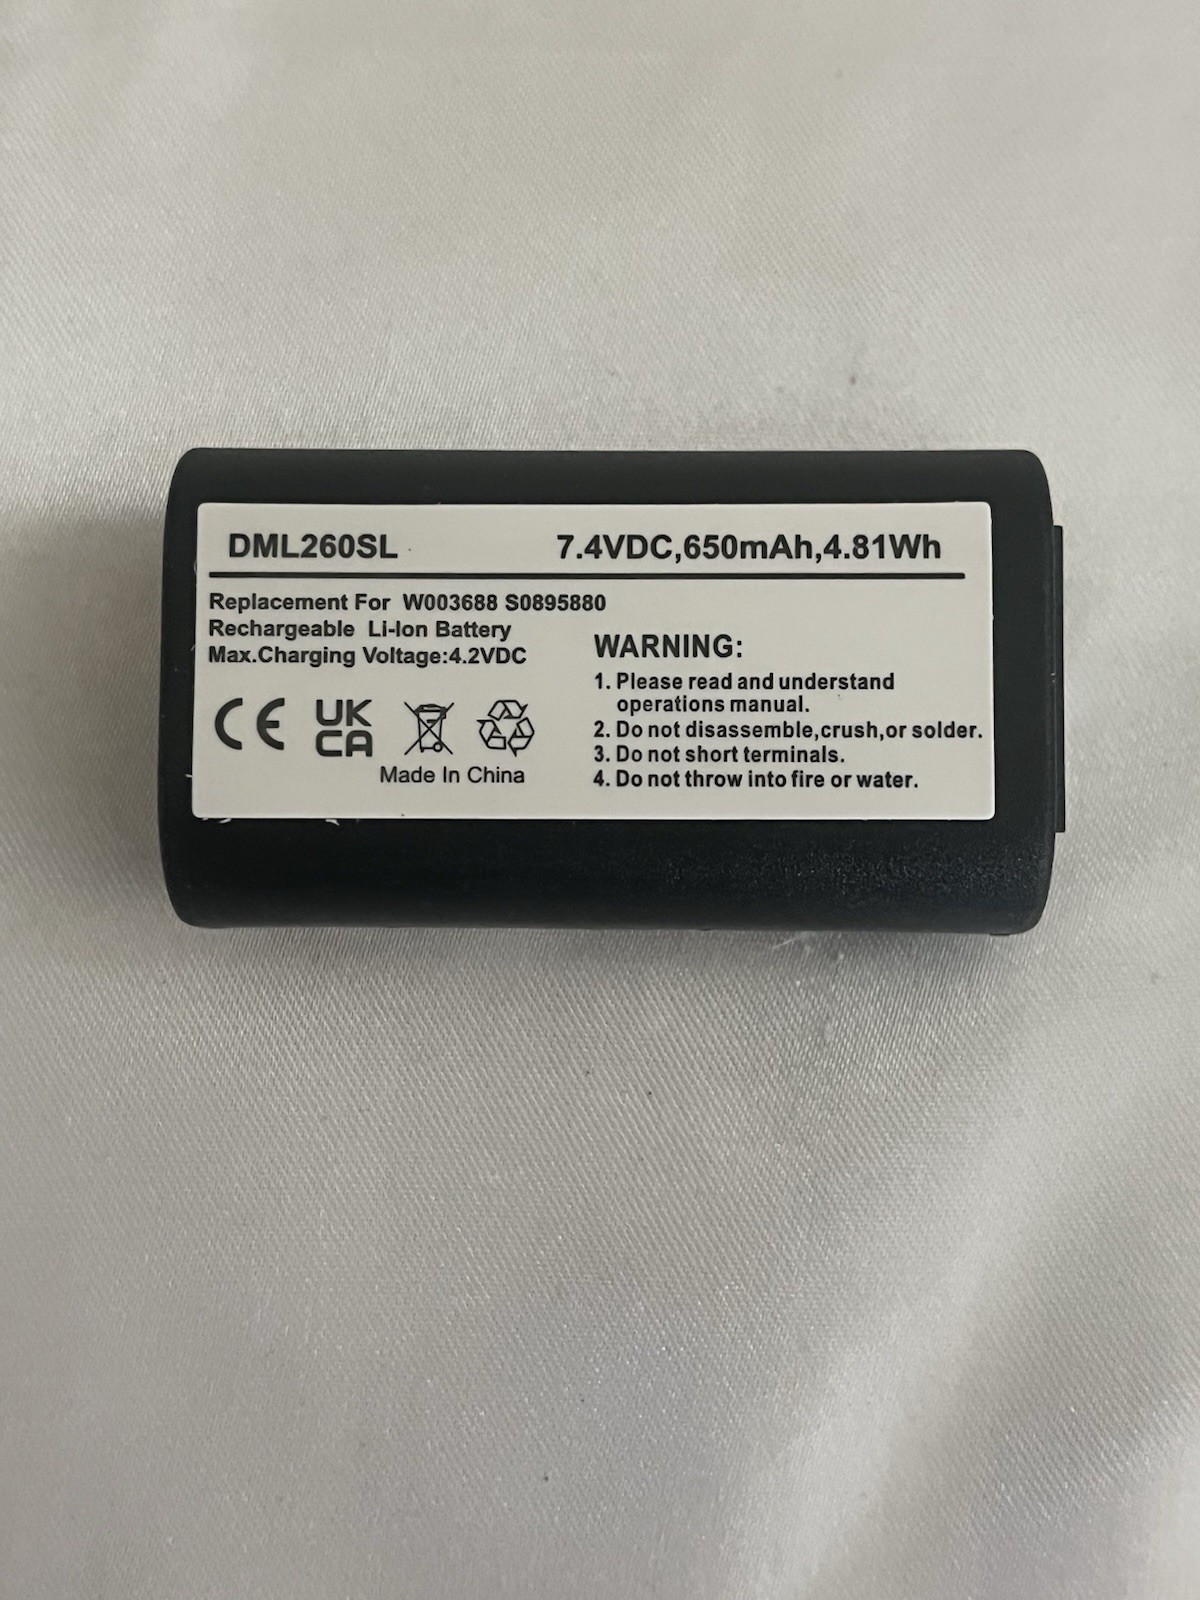 DML260SL 7.4VDC,650mAh,4.81Wh
Replacement For W003688 S0895880
Rechargeable Li-Ion Battery
Max.Charging Voltage:4.2VDC
CE UK
CA
Made In China
WARNING:
1. Please read and understand
operations manual.
2. Do not disassemble,crush,or solder.
3. Do not short terminals.
4. Do not throw into fire or water.